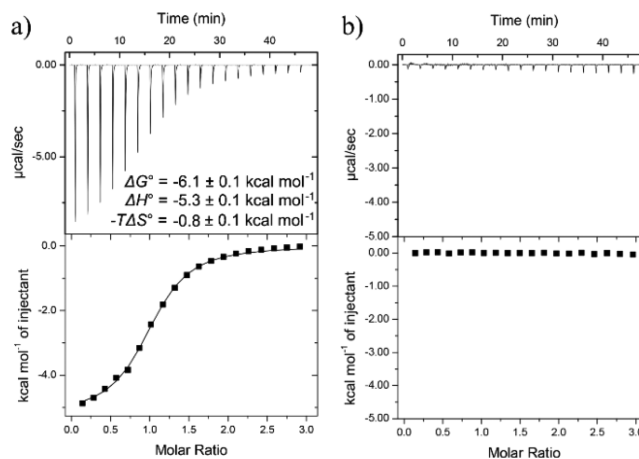 a)
Time (min)
0 10 20 30 40 50
0.00
-5.00
µcal/sec
ΔG° = -6.1 ± 0.1 kcal mol⁻¹
ΔH° = -5.3 ± 0.1 kcal mol⁻¹
-TΔS° = -0.8 ± 0.1 kcal mol⁻¹
0.0
-2.0
-4.0
kcal mol⁻¹ of injectant
0.0 0.5 1.0 1.5 2.0 2.5 3.0
Molar Ratio
b)
Time (min)
0 10 20 30 40
0.00
-1.00
-2.00
-3.00
-4.00
-5.00
µcal/sec
0.00
-1.00
-2.00
-3.00
-4.00
-5.00
kcal mol⁻¹ of injectant
0.0 0.5 1.0 1.5 2.0 2.5 3.0
Molar Ratio